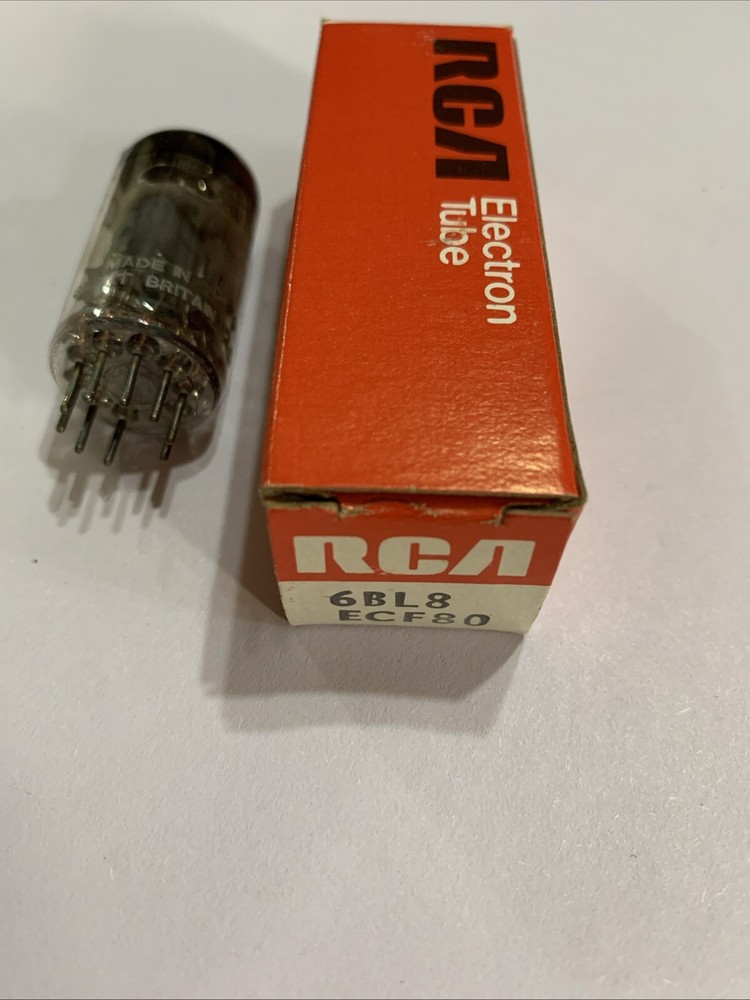 MADE IN
BRITAIN
RCA
Electron
Tube
RCA
6BL8
ECF80